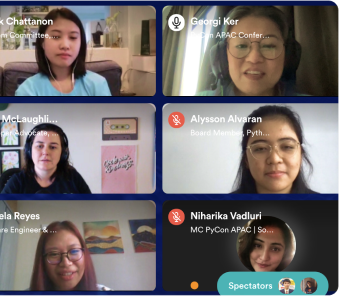 k Chattanon
m Committee,...
Georgi Ker
PyCon APAC Confer...
McLaughli...
Advocate,
Alysson Alvaran
Board Member, Pyth...
ela Reyes
re Engineer & ...
Niharika Vadluri
MC PyCon APAC | So...
Spectators